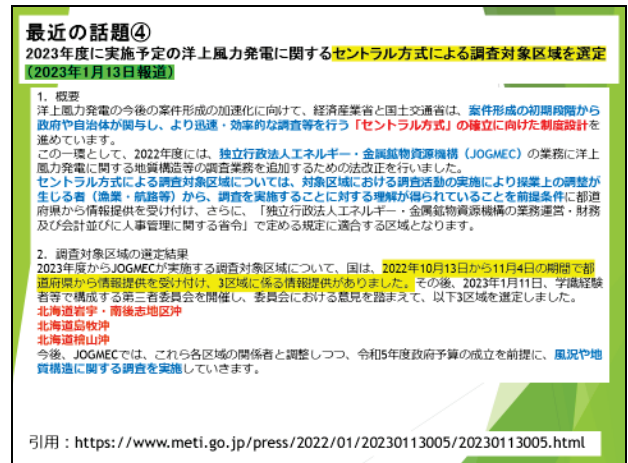 最近の話題④
2023年度に実施予定の洋上風力発電に関するセントラル方式による調査対象区域を選定
(2023年1月13日報道)
1. 概要
洋上風力発電の今後の案件形成の加速化に向けて、経済産業省と国土交通省は、案件形成の初期段階から
政府や自治体が関与し、より迅速・効率的な調査等を行う「セントラル方式」の確立に向けた制度設計を
進めています。
この一環として、2022年度には、独立行政法人エネルギー・金属鉱物資源機構（JOGMEC）の業務に洋上
風力発電に関する地質構造等の調査業務を追加するための法改正を行いました。
セントラル方式による調査対象区域については、対象区域における調査活動の実施により操業上の調整が
生じる者（漁業・航路等）から、調査を実施することに対する理解が得られていることを前提条件に都道
府県から情報提供を受け付け、さらに、「独立行政法人エネルギー・金属鉱物資源機構の業務運営・財務
及び会計並びに人事管理に関する省令」で定める規定に適合する区域となります。
2. 調査対象区域の選定結果
2023年度からJOGMECが実施する調査対象区域について、国は、2022年10月13日から11月4日の期間で都
道府県から情報提供を受け付け、3区域に係る情報提供がありました。その後、2023年1月11日、学識経験
者等で構成する第三者委員会を開催し、委員会における意見を踏まえて、以下3区域を選定しました。
北海道岩宇・南後志地区沖
北海道島牧沖
北海道檜山沖
今後、JOGMECでは、これら各区域の関係者と調整しつつ、令和5年度政府予算の成立を前提に、風況や地
質構造に関する調査を実施していきます。
引用：https://www.meti.go.jp/press/2022/01/20230113005/20230113005.html